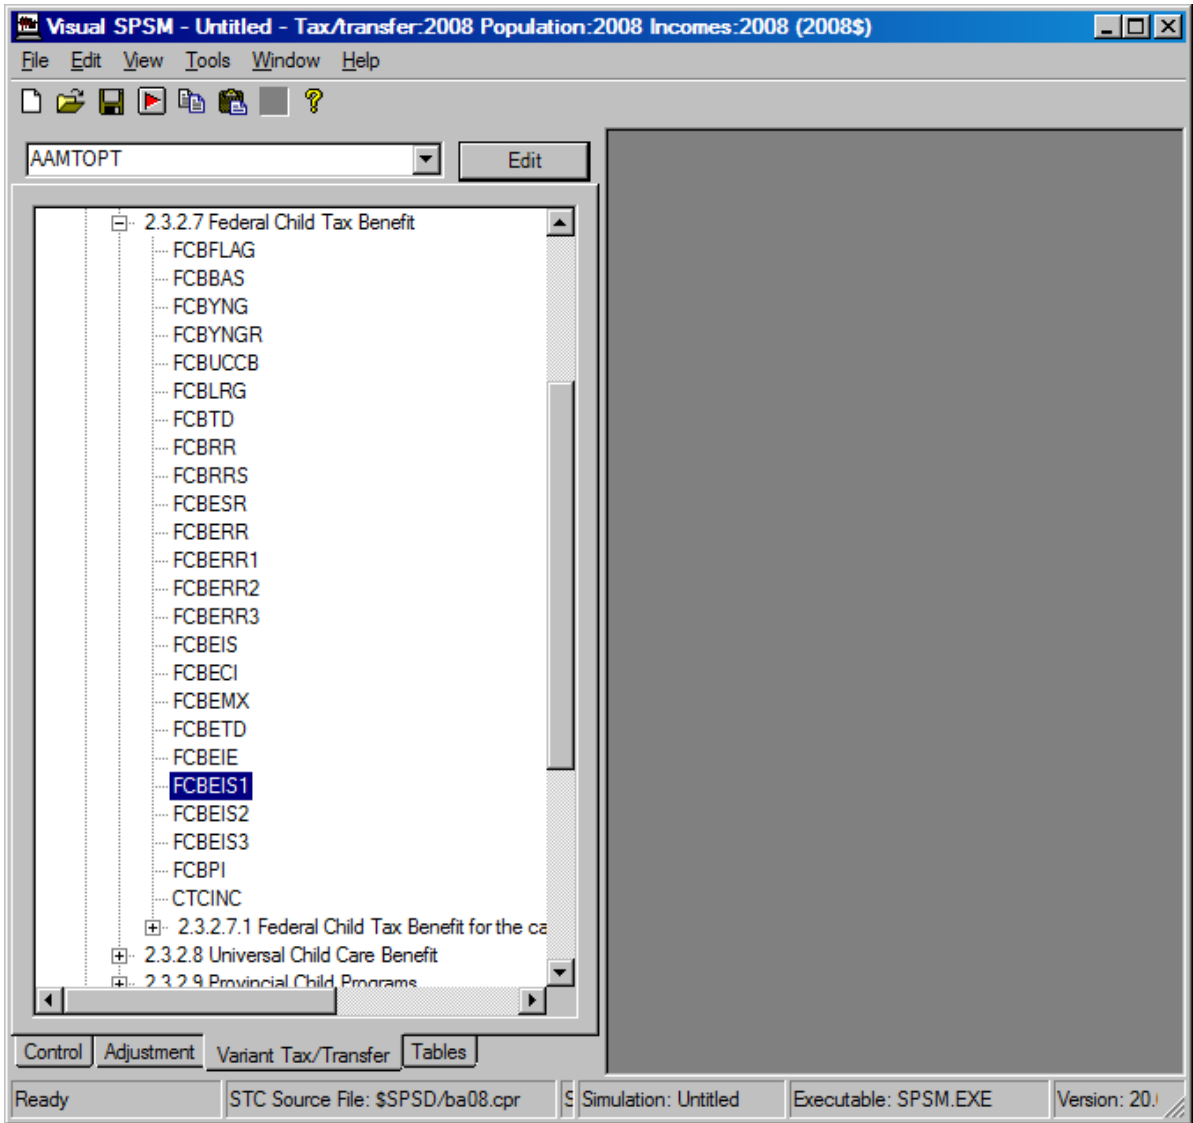 Visual SPSM - Untitled - Tax/transfer:2008 Population:2008 Incomes:2008 (2008$)
File Edit View Tools Window Help
AAMTOPT Edit
2.3.2.7 Federal Child Tax Benefit
FCBFLAG
FCBBAS
FCBYNG
FCBYNGR
FCBUCCB
FCBLRG
FCBTD
FCBRR
FCBRRS
FCBESR
FCBERR
FCBERR1
FCBERR2
FCBERR3
FCBEIS
FCBECI
FCBEMX
FCBETD
FCBEIE
FCBEIS1
FCBEIS2
FCBEIS3
FCBPI
CTCINC
2.3.2.7.1 Federal Child Tax Benefit for the ca
2.3.2.8 Universal Child Care Benefit
2.3.2.9 Provincial Child Programs
Control Adjustment Variant Tax/Transfer Tables
Ready STC Source File: $SPSD/ba08.cpr S Simulation: Untitled Executable: SPSM.EXE Version: 20.